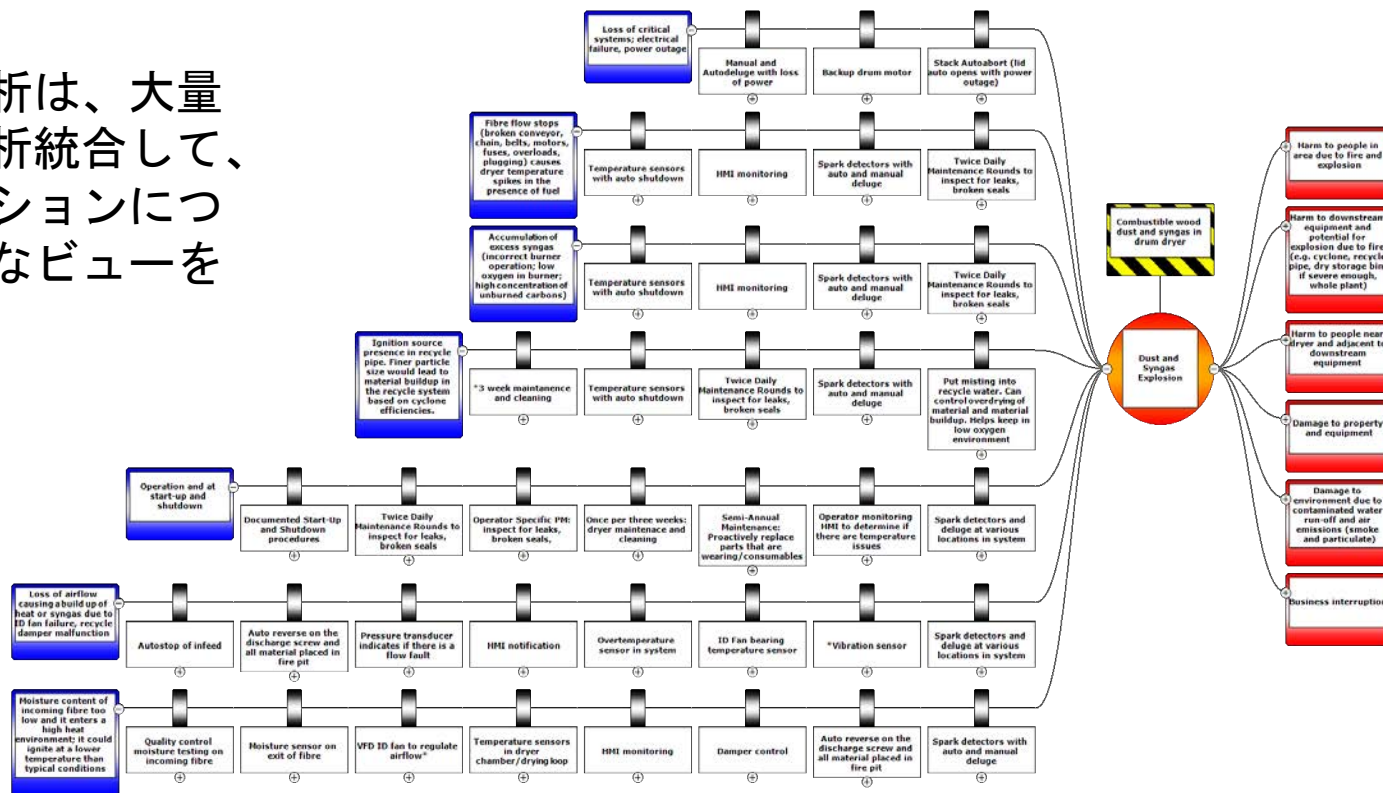 析は、大量
析統合して、
ションにつ
なビューを
Loss of critical
systems; electrical
failure, power outage
Manual and
Autodeluge with loss
of power
Backup drum motor
Stack Autoabort (lid
auto opens with power
outage)
Fibre flow stops
(broken conveyor,
chain, belts, motors,
fuses, overloads,
plugging) causes
dryer temperature
spikes in the
presence of fuel
Temperature sensors
with auto shutdown
HMI monitoring
Spark detectors with
auto and manual
deluge
Twice Daily
Maintenance Rounds to
inspect for leaks,
broken seals
Accumulation of
excess syngas
(incorrect burner
operation; low
oxygen in burner;
high concentration of
unburned carbons)
Temperature sensors
with auto shutdown
HMI monitoring
Spark detectors with
auto and manual
deluge
Twice Daily
Maintenance Rounds to
inspect for leaks,
broken seals
Ignition source
presence in recycle
pipe. Finer particle
size would lead to
material buildup in
the recycle system
based on cyclone
efficiencies.
*3 week maintanence
and cleaning
Temperature sensors
with auto shutdown
Twice Daily
Maintenance Rounds to
inspect for leaks,
broken seals
Spark detectors with
auto and manual
deluge
Put misting into
recycle water. Can
control overdrying of
material and material
buildup. Helps keep in
low oxygen
environment
Operation and at
start-up and
shutdown
Documented Start-Up
and Shutdown
procedures
Twice Daily
Maintenance Rounds to
inspect for leaks,
broken seals
Operator Specific PM:
inspect for leaks,
broken seals,
Once per three weeks:
dryer maintenace and
cleaning
Semi-Annual
Maintenance:
Proactively replace
parts that are
wearing/consumables
Operator monitoring
HMI to determine if
there are temperature
issues
Spark detectors and
deluge at various
locations in system
Loss of airflow
causing a build up of
heat or syngas due to
ID fan failure, recycle
damper malfunction
Autostop of infeed
Auto reverse on the
discharge screw and
all material placed in
fire pit
Pressure transducer
indicates if there is a
flow fault
HMI notification
Overtemperature
sensor in system
ID Fan bearing
temperature sensor
*Vibration sensor
Spark detectors and
deluge at various
locations in system
Moisture content of
incoming fibre too
low and it enters a
high heat
environment; it could
ignite at a lower
temperature than
typical conditions
Quality control
moisture testing on
incoming fibre
Moisture sensor on
exit of fibre
VFD ID fan to regulate
airflow*
Temperature sensors
in dryer
chamber/drying loop
HMI monitoring
Damper control
Auto reverse on the
discharge screw and
all material placed in
fire pit
Spark detectors with
auto and manual
deluge
Combustible wood
dust and syngas in
drum dryer
Dust and
Syngas
Explosion
Harm to people in
area due to fire and
explosion
Harm to downstream
equipment and
potential for
explosion due to fire
(e.g. cyclone, recycle
pipe, dry storage bin,
if severe enough,
whole plant)
Harm to people near
dryer and adjacent to
downstream
equipment
Damage to property
and equipment
Damage to
environment due to
contaminated water
run-off and air
emissions (smoke
and particulate)
Business interruption